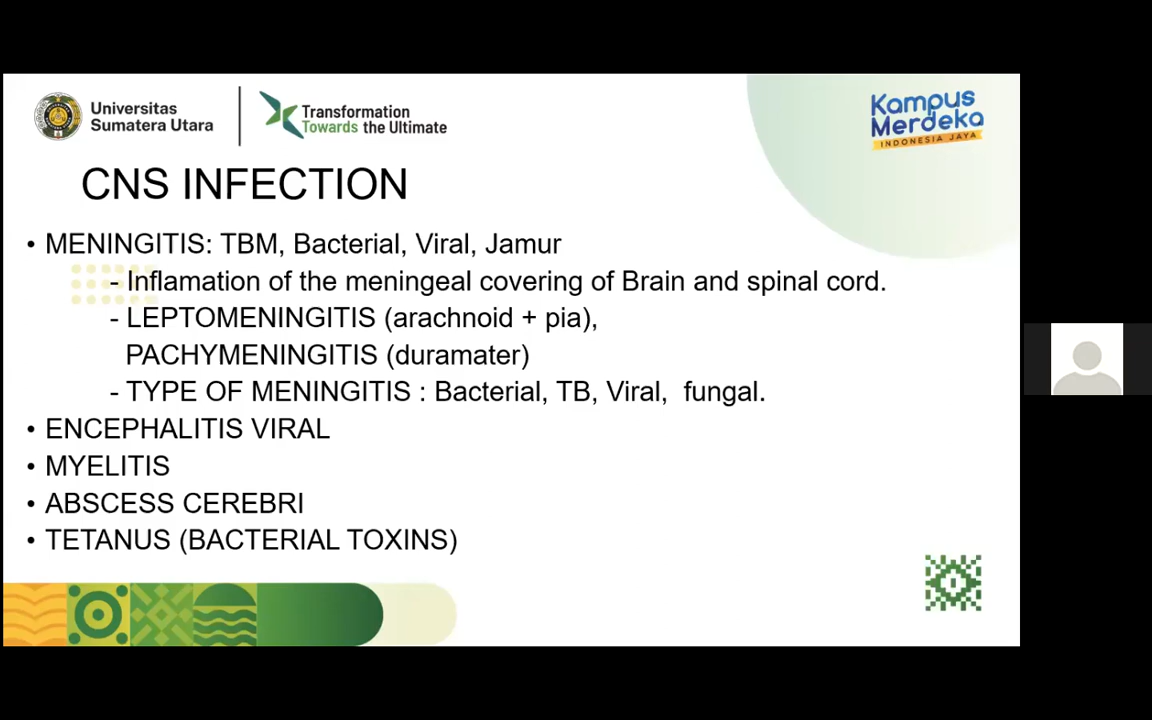 Universitas
Sumatera Utara
Transformation
Towards the Ultimate
Kampus
Merdeka
INDONESIA JAYA
CNS INFECTION
• MENINGITIS: TBM, Bacterial, Viral, Jamur
- Inflamation of the meningeal covering of Brain and spinal cord.
- LEPTOMENINGITIS (arachnoid + pia),
PACHYMENINGITIS (duramater)
- TYPE OF MENINGITIS : Bacterial, TB, Viral, fungal.
• ENCEPHALITIS VIRAL
• MYELITIS
• ABSCESS CEREBRI
• TETANUS (BACTERIAL TOXINS)